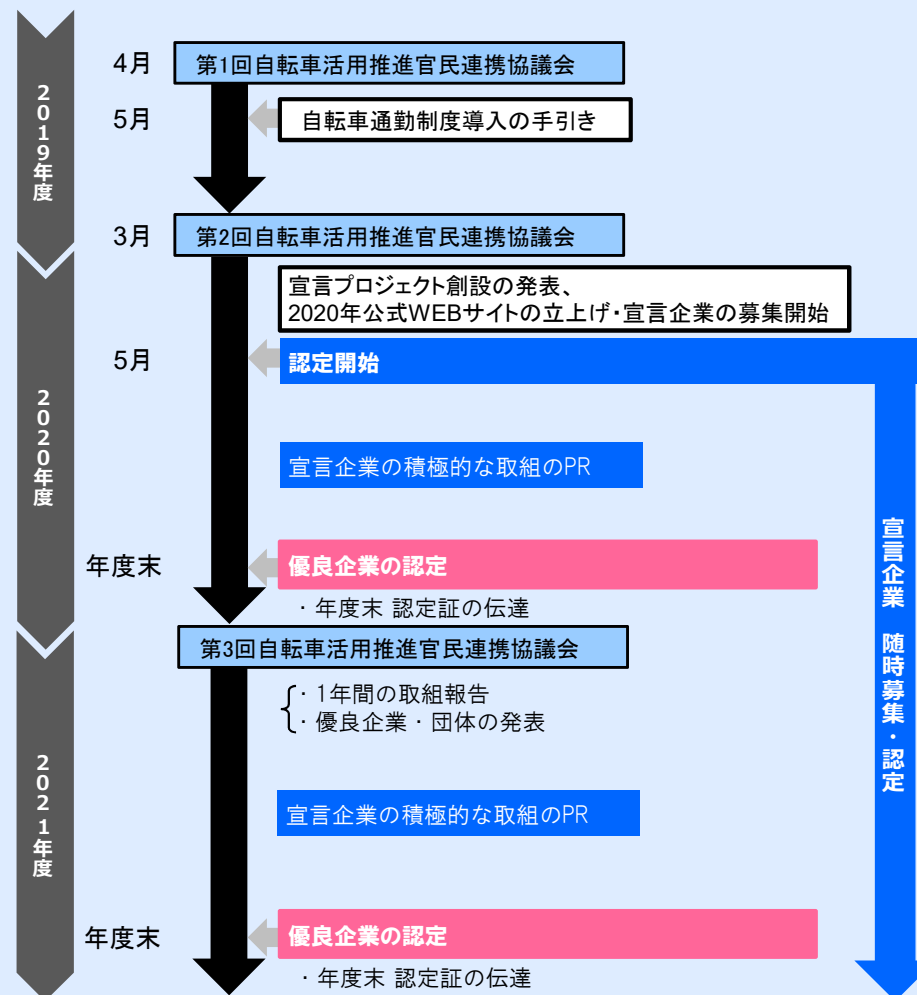 2019年度
4月
第1回自転車活用推進官民連携協議会
5月
自転車通勤制度導入の手引き
3月
第2回自転車活用推進官民連携協議会
2020年度
宣言プロジェクト創設の発表、
2020年公式WEBサイトの立上げ・宣言企業の募集開始
5月
認定開始
宣言企業の積極的な取組のPR
年度末
優良企業の認定
・年度末 認定証の伝達
宣言企業 随時募集・認定
第3回自転車活用推進官民連携協議会
・1年間の取組報告
・優良企業・団体の発表
2021年度
宣言企業の積極的な取組のPR
年度末
優良企業の認定
・年度末 認定証の伝達